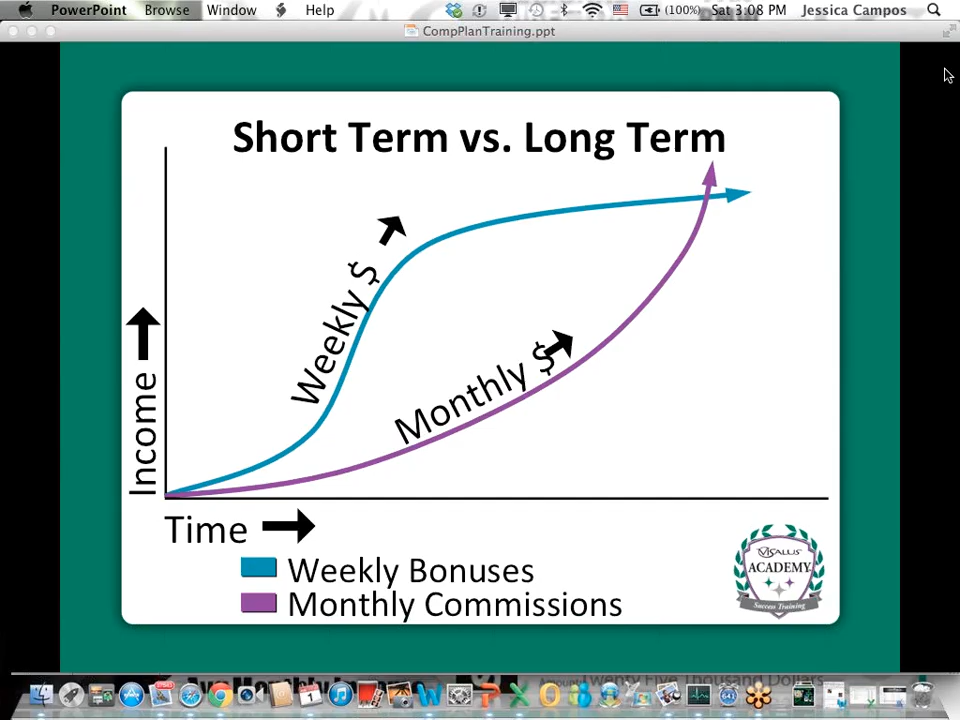 PowerPoint Browse Window Help (100%) Sat 3:08 PM Jessica Campos
CompPlanTraining.ppt
Short Term vs. Long Term
Weekly $
Monthly $
Income
Time
Weekly Bonuses
Monthly Commissions
ViSALUS
ACADEMY
Success Training